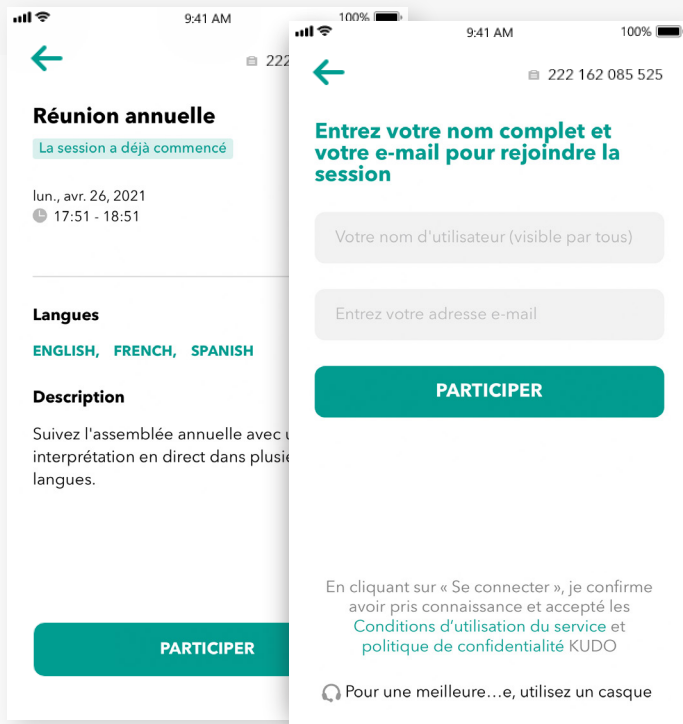 9:41 AM
100%
222
Réunion annuelle
La session a déjà commencé
lun., avr. 26, 2021
17:51 - 18:51
Langues
ENGLISH, FRENCH, SPANISH
Description
Suivez l'assemblée annuelle avec
interprétation en direct dans
langues.
PARTICIPER
9:41 AM
100%
222 162 085 525
Entrez votre nom complet et
votre e-mail pour rejoindre la
session
Votre nom d'utilisateur (visible par tous)
Entrez votre adresse e-mail
PARTICIPER
En cliquant sur « Se connecter », je confirme
avoir pris connaissance et accepté les
Conditions d’utilisation du service et
politique de confidentialité KUDO
Pour une meilleure…e, utilisez un casque